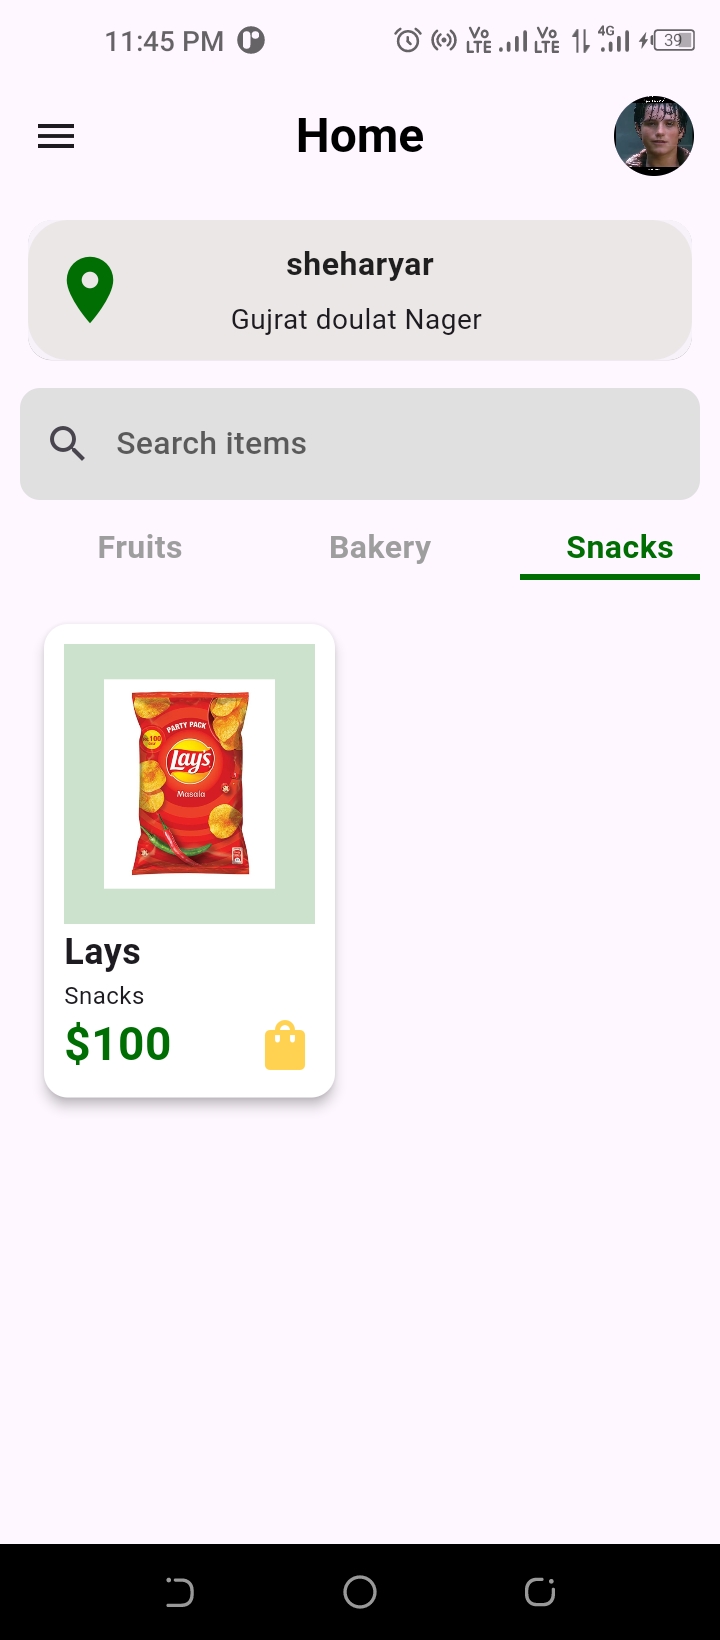 11:45 PM
Vo LTE
Vo LTE
4G
39
Home
sheharyar
Gujrat doulat Nager
Search items
Fruits
Bakery
Snacks
PARTY PACK
100
Lay's
Masala
Lays
Snacks
$100